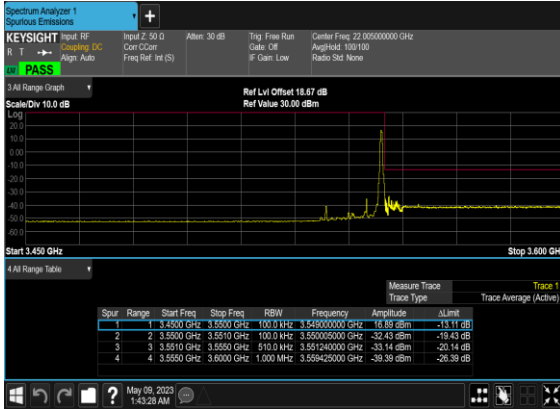 Spectrum Analyzer 1
Spurious Emissions
+
KEYSIGHT Input: RF Input Z: 50 Ω Atten: 30 dB Trig: Free Run Center Freq: 22.005000000 GHz
R T Coupling: DC Corr CCorr Gate: Off Avg|Hold: 100/100
Align: Auto Freq Ref: Int (S) IF Gain: Low Radio Std: None
PASS
3 All Range Graph
Ref Lvl Offset 18.67 dB
Scale/Div 10.0 dB Ref Value 30.00 dBm
Log
20.0
10.0
0.00
-10.0
-20.0
-30.0
-40.0
-50.0
-60.0
Start 3.450 GHz Stop 3.600 GH
4 All Range Table
Measure Trace Trace 1
Trace Type Trace Average (Active)
Spur Range Start Freq Stop Freq RBW Frequency Amplitude ΔLimit
1 1 3.4500 GHz 3.5500 GHz 100.0 kHz 3.549000000 GHz 16.89 dBm -13.11 dB
2 2 3.5500 GHz 3.5510 GHz 100.0 kHz 3.550005000 GHz -32.43 dBm -19.43 dB
3 3 3.5510 GHz 3.5550 GHz 510.0 kHz 3.551240000 GHz -33.14 dBm -20.14 dB
4 4 3.5550 GHz 3.6000 GHz 1.000 MHz 3.559425000 GHz -39.39 dBm -26.39 dB
? May 09, 2023
1:43:28 AM